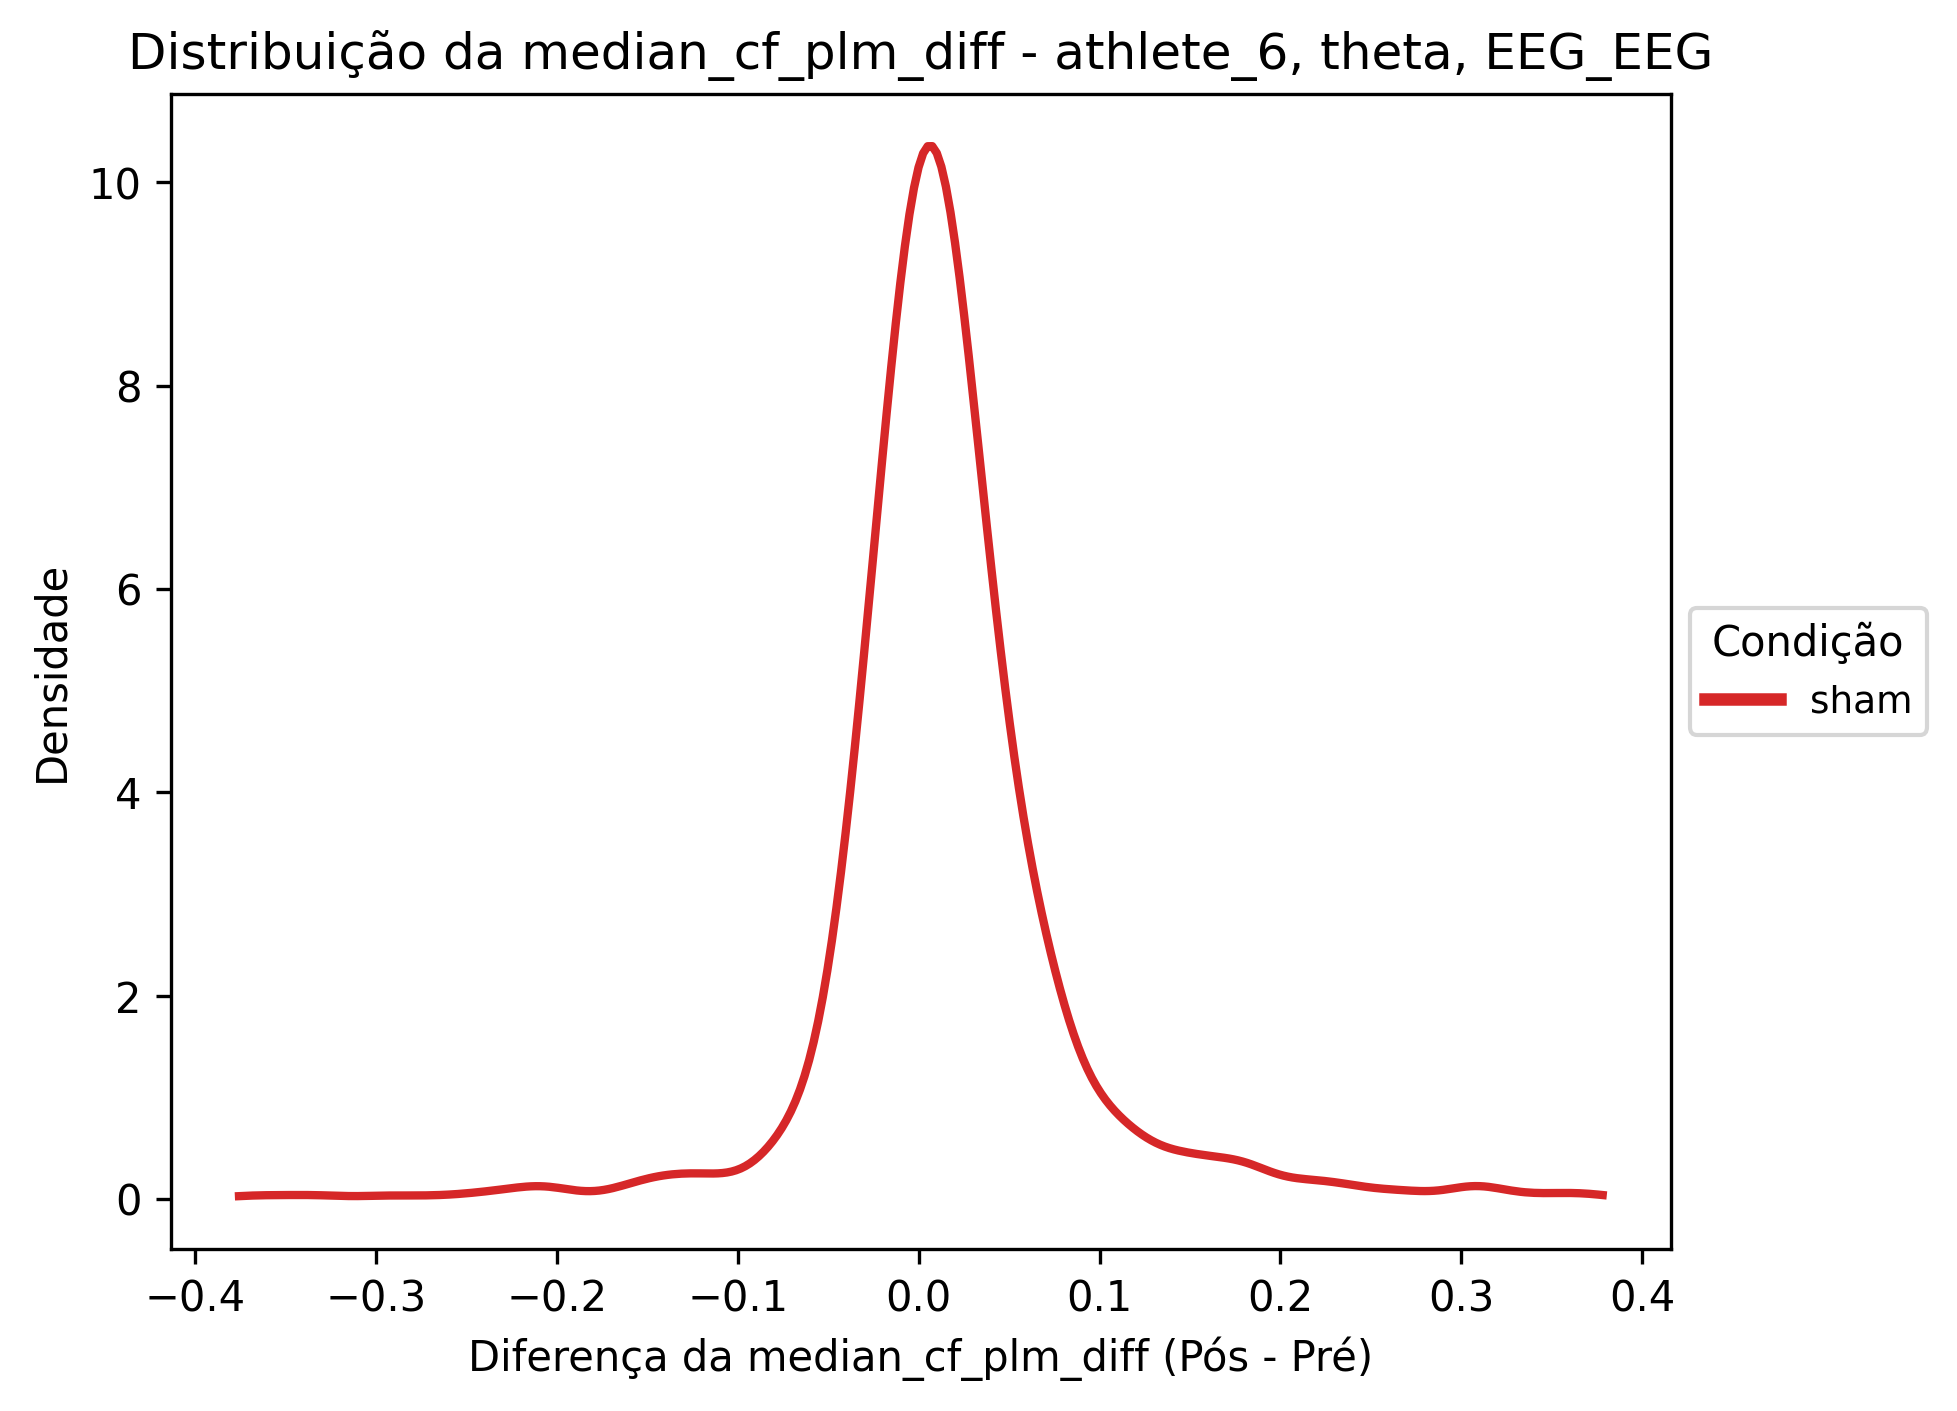 Distribuição da median_cf_plm_diff - athlete_6, theta, EEG_EEG
Densidade
10
8
6
4
2
0
−0.4 −0.3 −0.2 −0.1 0.0 0.1 0.2 0.3 0.4
Diferença da median_cf_plm_diff (Pós - Pré)
Condição
sham